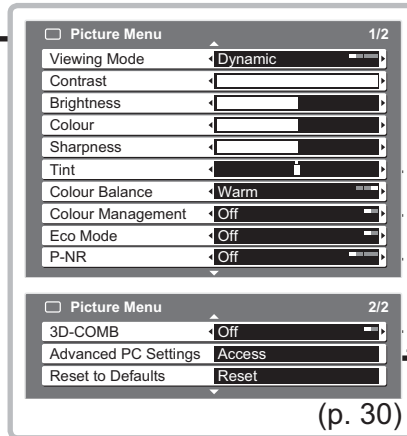 Picture Menu 1/2
Viewing Mode Dynamic
Contrast
Brightness
Colour
Sharpness
Tint
Colour Balance Warm
Colour Management Off
Eco Mode Off
P-NR Off
Picture Menu 2/2
3D-COMB Off
Advanced PC Settings Access
Reset to Defaults Reset
(p. 30)